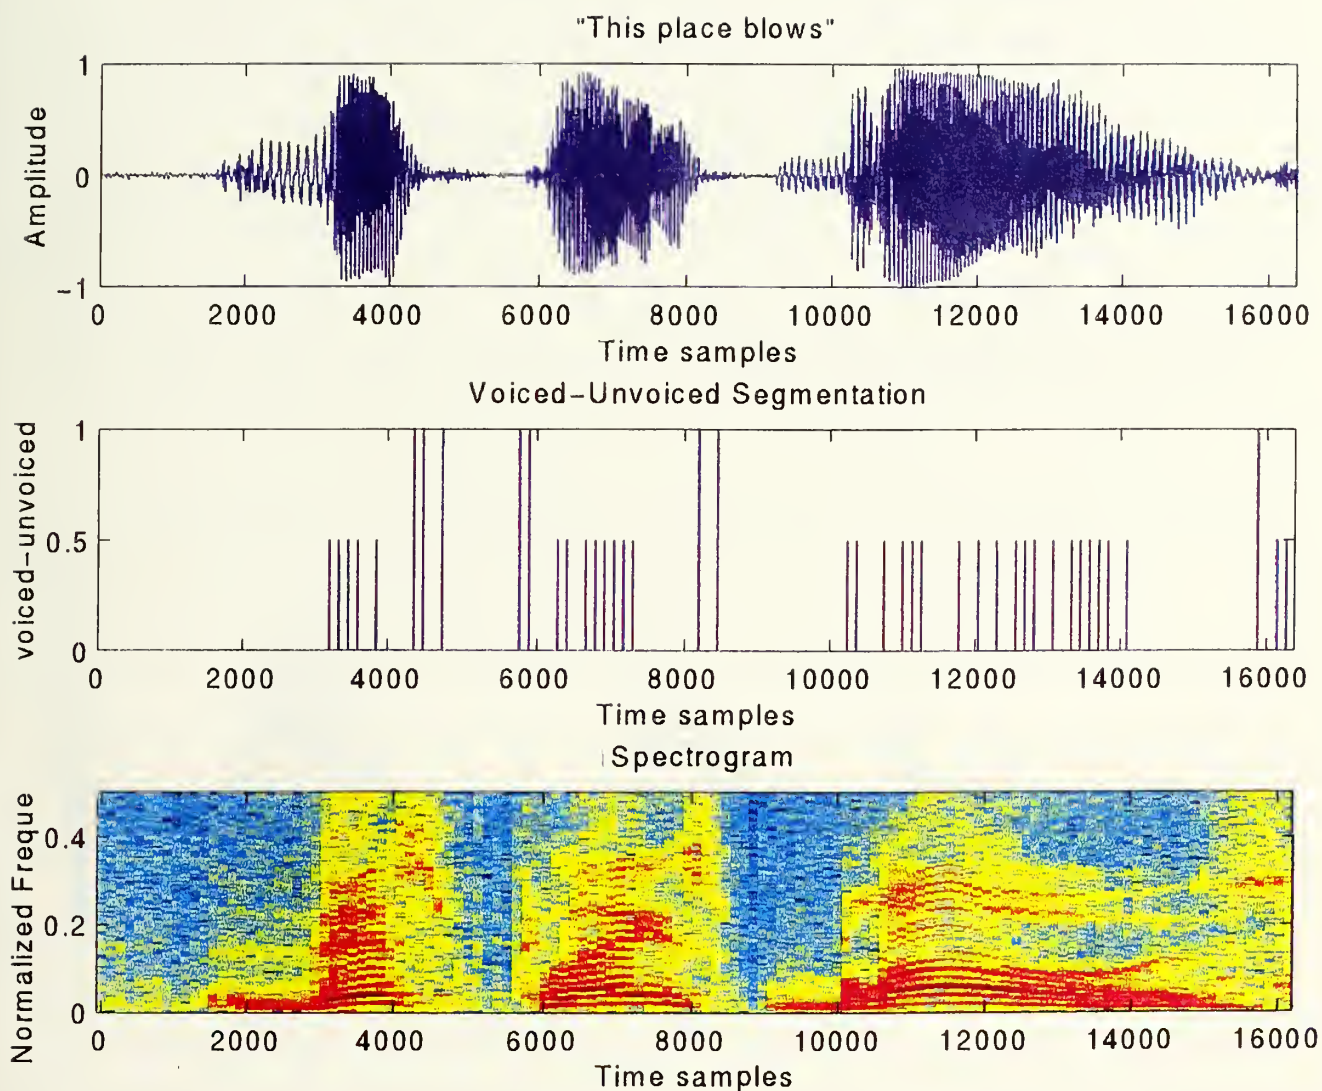 "This place blows"
Amplitude
1
0
−1
0 2000 4000 6000 8000 10000 12000 14000 16000
Time samples
Voiced−Unvoiced Segmentation
voiced−unvoiced
1
0.5
0
0 2000 4000 6000 8000 10000 12000 14000 16000
Time samples
Spectrogram
Normalized Freque
0.4
0.2
0
0 2000 4000 6000 8000 10000 12000 14000 16000
Time samples